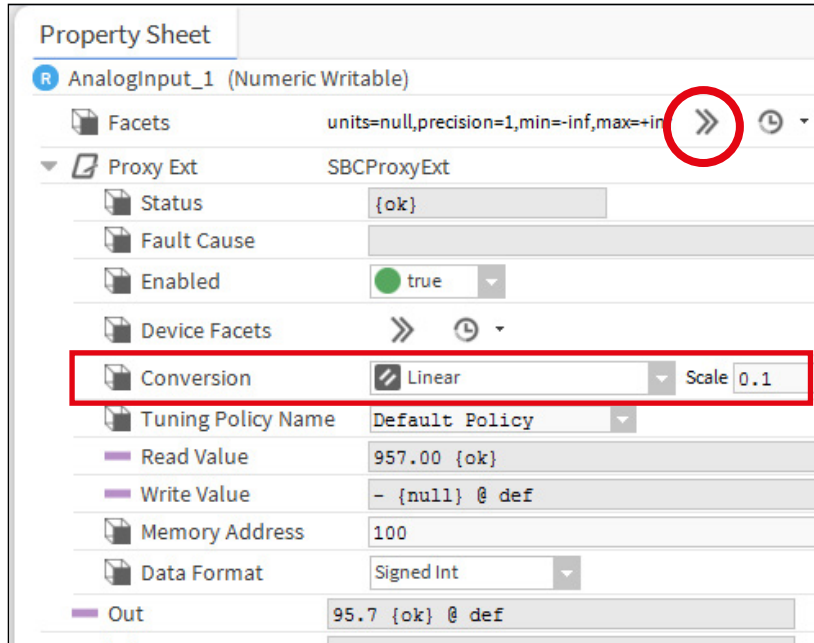 Property Sheet
R AnalogInput_1 (Numeric Writable)
Facets units=null,precision=1,min=-inf,max=+in
Proxy Ext SBCProxyExt
Status {ok}
Fault Cause
Enabled true
Device Facets
Conversion Linear Scale 0.1
Tuning Policy Name Default Policy
Read Value 957.00 {ok}
Write Value - {null} @ def
Memory Address 100
Data Format Signed Int
Out 95.7 {ok} @ def